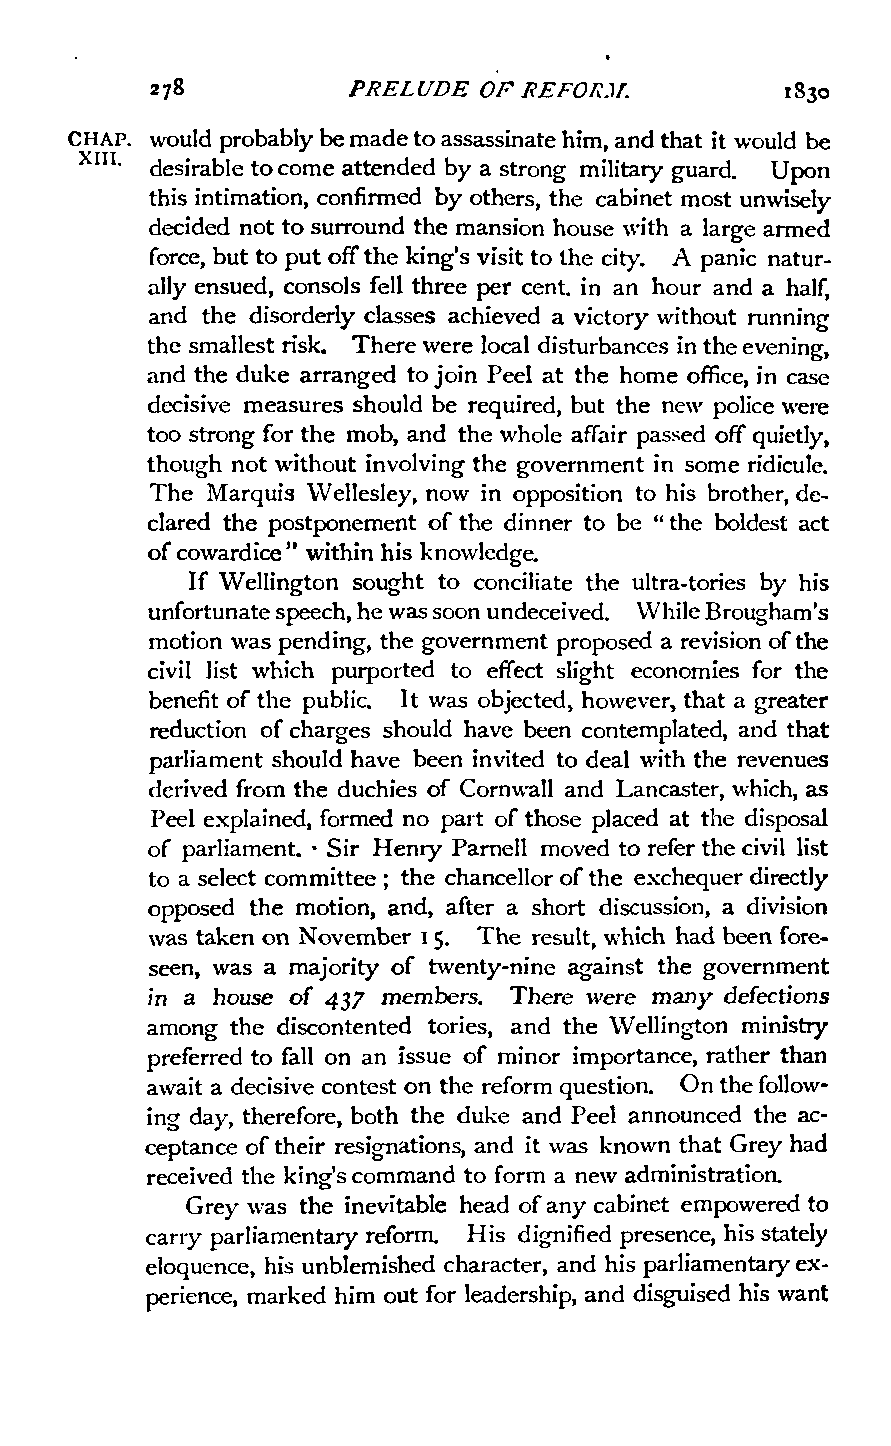 278 PRELUDE OF REFORM. 1830
CHAP. would probably be made to assassinate him, and that it would be
XIII. desirable to come attended by a strong military guard. Upon
this intimation, confirmed by others, the cabinet most unwisely
decided not to surround the mansion house with a large armed
force, but to put off the king's visit to the city. A panic natur-
ally ensued, consols fell three per cent. in an hour and a half,
and the disorderly classes achieved a victory without running
the smallest risk. There were local disturbances in the evening,
and the duke arranged to join Peel at the home office, in case
decisive measures should be required, but the new police were
too strong for the mob, and the whole affair passed off quietly,
though not without involving the government in some ridicule.
The Marquis Wellesley, now in opposition to his brother, de-
clared the postponement of the dinner to be "the boldest act
of cowardice" within his knowledge.
If Wellington sought to conciliate the ultra-tories by his
unfortunate speech, he was soon undeceived. While Brougham's
motion was pending, the government proposed a revision of the
civil list which purported to effect slight economies for the
benefit of the public. It was objected, however, that a greater
reduction of charges should have been contemplated, and that
parliament should have been invited to deal with the revenues
derived from the duchies of Cornwall and Lancaster, which, as
Peel explained, formed no part of those placed at the disposal
of parliament. Sir Henry Parnell moved to refer the civil list
to a select committee; the chancellor of the exchequer directly
opposed the motion, and, after a short discussion, a division
was taken on November 15. The result, which had been fore-
seen, was a majority of twenty-nine against the government
in a house of 437 members. There were many defections
among the discontented tories, and the Wellington ministry
preferred to fall on an issue of minor importance, rather than
await a decisive contest on the reform question. On the follow-
ing day, therefore, both the duke and Peel announced the ac-
ceptance of their resignations, and it was known that Grey had
received the king's command to form a new administration.
Grey was the inevitable head of any cabinet empowered to
carry parliamentary reform. His dignified presence, his stately
eloquence, his unblemished character, and his parliamentary ex-
perience, marked him out for leadership, and disguised his want